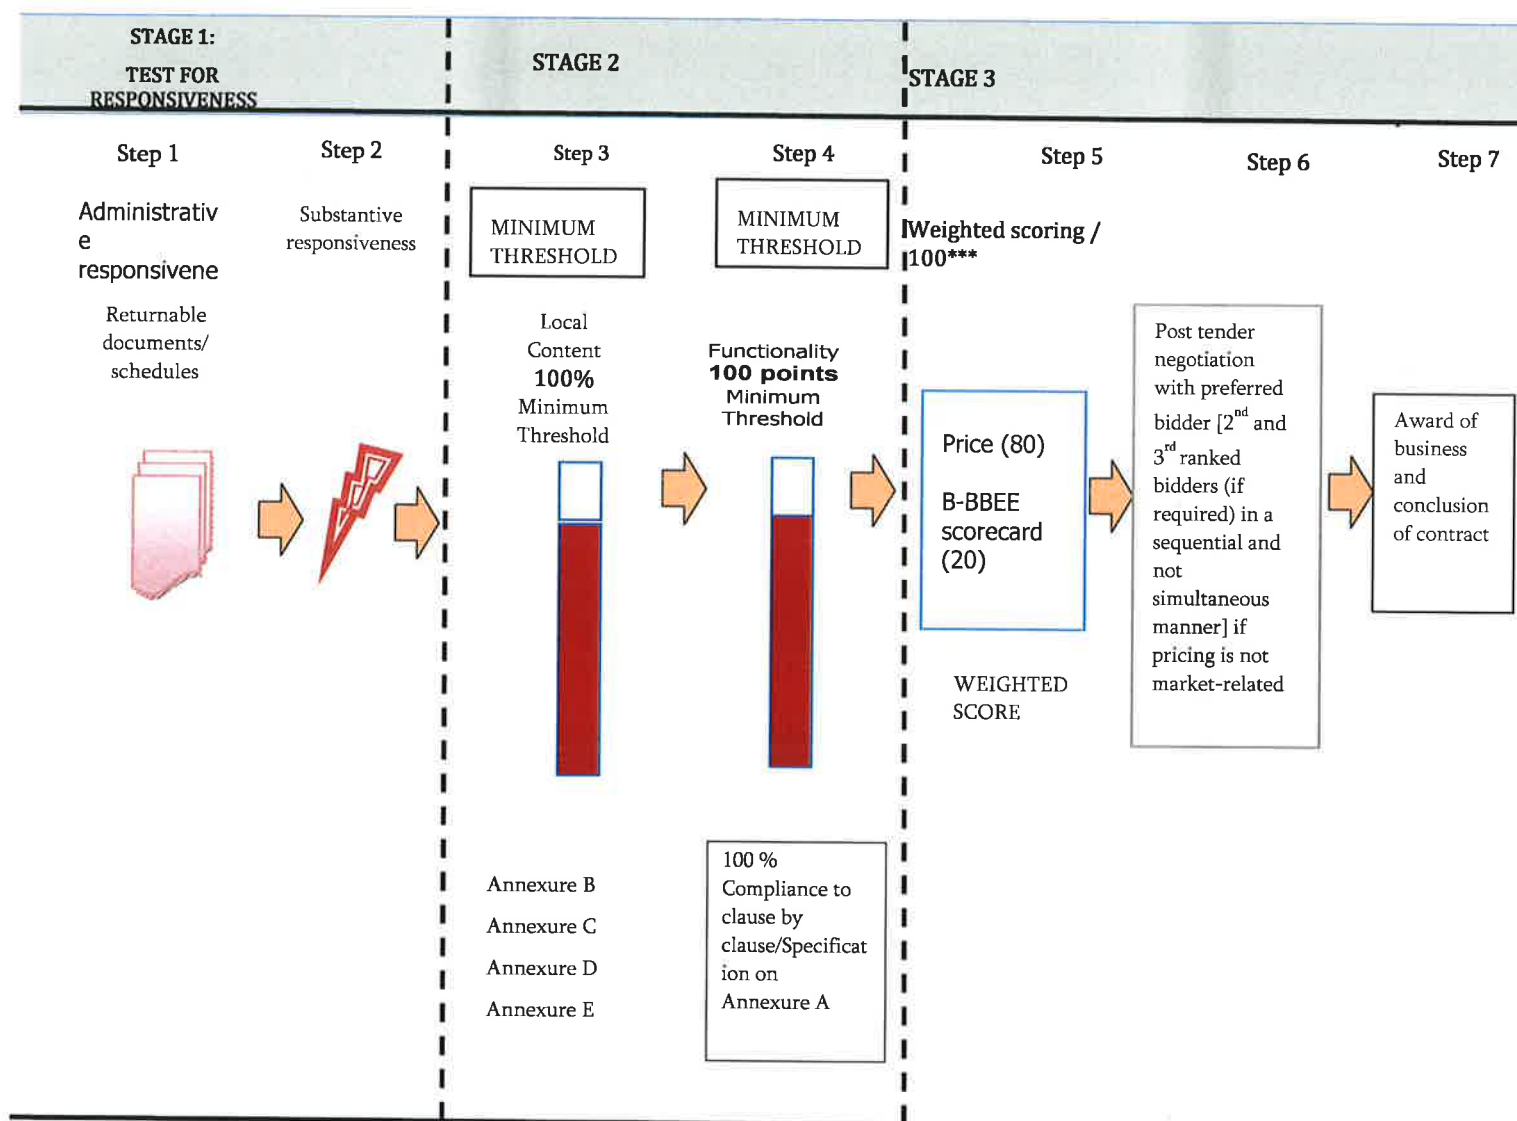 STAGE 1:
TEST FOR
RESPONSIVENESS
STAGE 2
STAGE 3
Step 1
Step 2
Step 3
Step 4
Step 5
Step 6
Step 7
Administrativ
e
responsivene
Returnable
documents/
schedules
Substantive
responsiveness
MINIMUM
THRESHOLD
Local
Content
100%
Minimum
Threshold
Annexure B
Annexure C
Annexure D
Annexure E
MINIMUM
THRESHOLD
Functionality
100 points
Minimum
Threshold
100 %
Compliance to
clause by
clause/Specificat
ion on
Annexure A
Weighted scoring /
100***
Price (80)
B-BBEE
scorecard
(20)
WEIGHTED
SCORE
Post tender
negotiation
with preferred
bidder [2nd and
3rd ranked
bidders (if
required) in a
sequential and
not
simultaneous
manner] if
pricing is not
market-related
Award of
business
and
conclusion
of contract